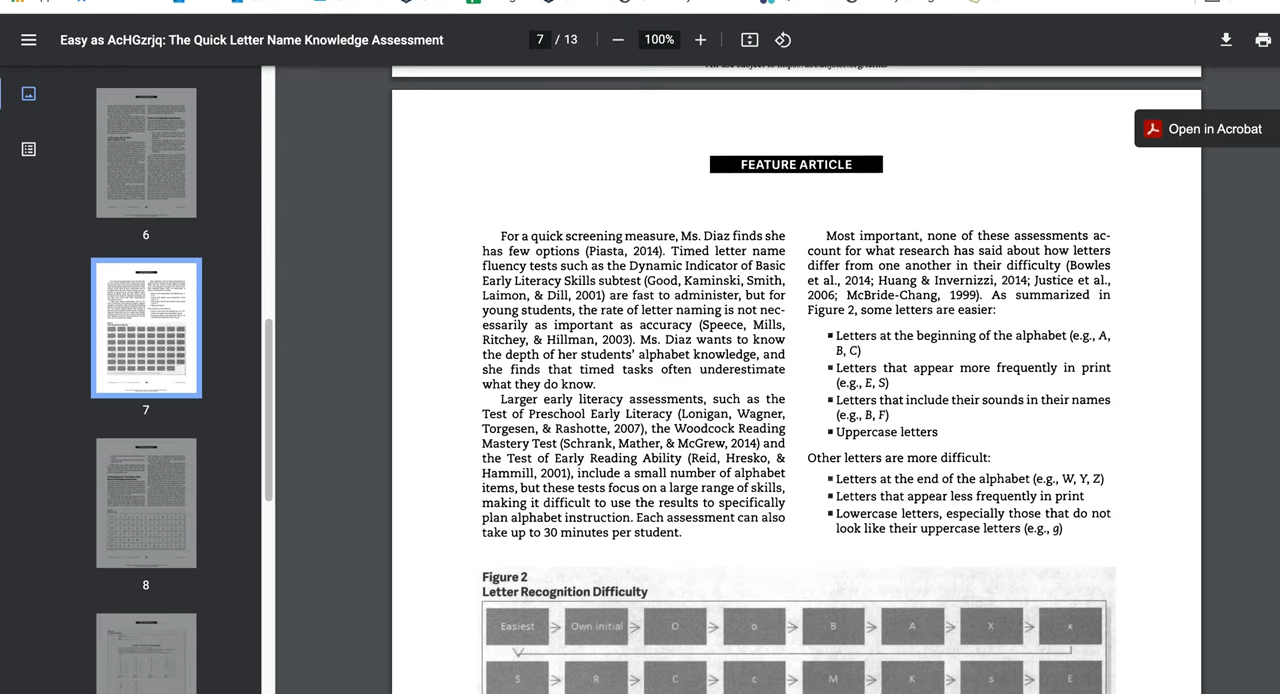 Easy as AcHGzrjq: The Quick Letter Name Knowledge Assessment
7 / 13
100%
Open in Acrobat
6
7
8
FEATURE ARTICLE
For a quick screening measure, Ms. Diaz finds she
has few options (Piasta, 2014). Timed letter name
fluency tests such as the Dynamic Indicator of Basic
Early Literacy Skills subtest (Good, Kaminski, Smith,
Laimon, & Dill, 2001) are fast to administer, but for
young students, the rate of letter naming is not nec-
essarily as important as accuracy (Speece, Mills,
Ritchey, & Hillman, 2003). Ms. Diaz wants to know
the depth of her students' alphabet knowledge, and
she finds that timed tasks often underestimate
what they do know.
Larger early literacy assessments, such as the
Test of Preschool Early Literacy (Lonigan, Wagner,
Torgesen, & Rashotte, 2007), the Woodcock Reading
Mastery Test (Schrank, Mather, & McGrew, 2014) and
the Test of Early Reading Ability (Reid, Hresko, &
Hammill, 2001), include a small number of alphabet
items, but these tests focus on a large range of skills,
making it difficult to use the results to specifically
plan alphabet instruction. Each assessment can also
take up to 30 minutes per student.
Most important, none of these assessments ac-
count for what research has said about how letters
differ from one another in their difficulty (Bowles
et al., 2014; Huang & Invernizzi, 2014; Justice et al.,
2006; McBride-Chang, 1999). As summarized in
Figure 2, some letters are easier:
▪ Letters at the beginning of the alphabet (e.g., A,
B, C)
▪ Letters that appear more frequently in print
(e.g., E, S)
▪ Letters that include their sounds in their names
(e.g., B, F)
▪ Uppercase letters
Other letters are more difficult:
▪ Letters at the end of the alphabet (e.g., W, Y, Z)
▪ Letters that appear less frequently in print
▪ Lowercase letters, especially those that do not
look like their uppercase letters (e.g., g)
Figure 2
Letter Recognition Difficulty
Easiest > Own initial > O > o > B > A > X > x
S > R > C > c > M > K > s > E